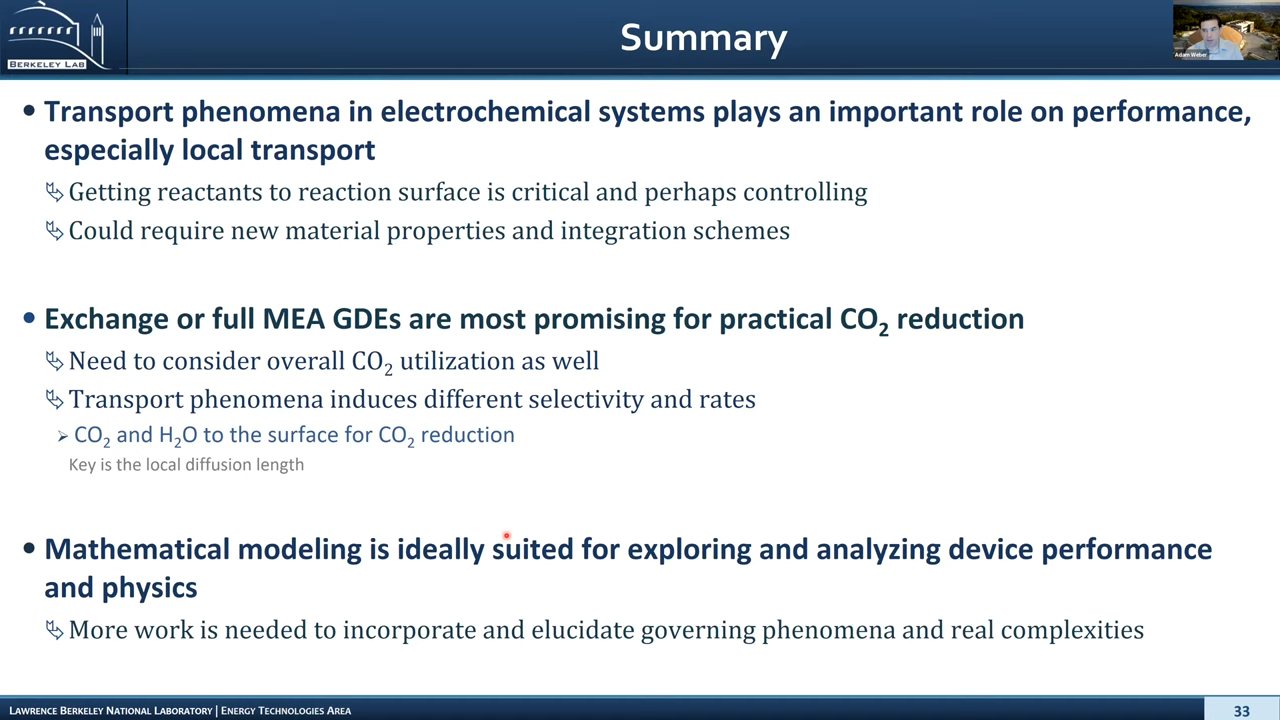 BERKELEY LAB
Summary
Adam Weber
• Transport phenomena in electrochemical systems plays an important role on performance,
especially local transport
Getting reactants to reaction surface is critical and perhaps controlling
Could require new material properties and integration schemes
• Exchange or full MEA GDEs are most promising for practical CO₂ reduction
Need to consider overall CO₂ utilization as well
Transport phenomena induces different selectivity and rates
CO₂ and H₂O to the surface for CO₂ reduction
Key is the local diffusion length
• Mathematical modeling is ideally suited for exploring and analyzing device performance
and physics
More work is needed to incorporate and elucidate governing phenomena and real complexities
LAWRENCE BERKELEY NATIONAL LABORATORY | ENERGY TECHNOLOGIES AREA
33